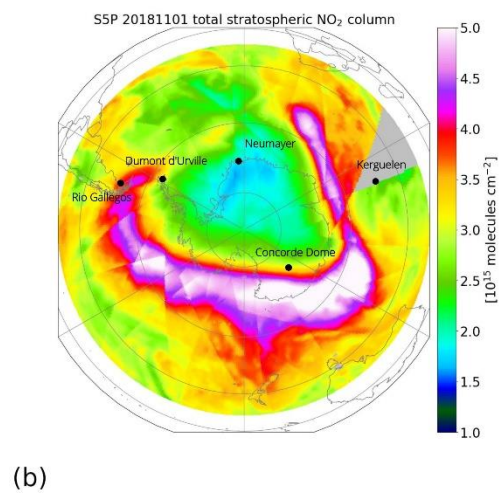 S5P 20181101 total stratospheric NO₂ column
5.0
4.5
4.0
3.5
3.0
2.5
2.0
1.5
1.0
[10¹⁵ molecules cm⁻²]
Neumayer
Dumont d'Urville
Kerguelen
Rio Gallegos
Concorde Dome
(b)